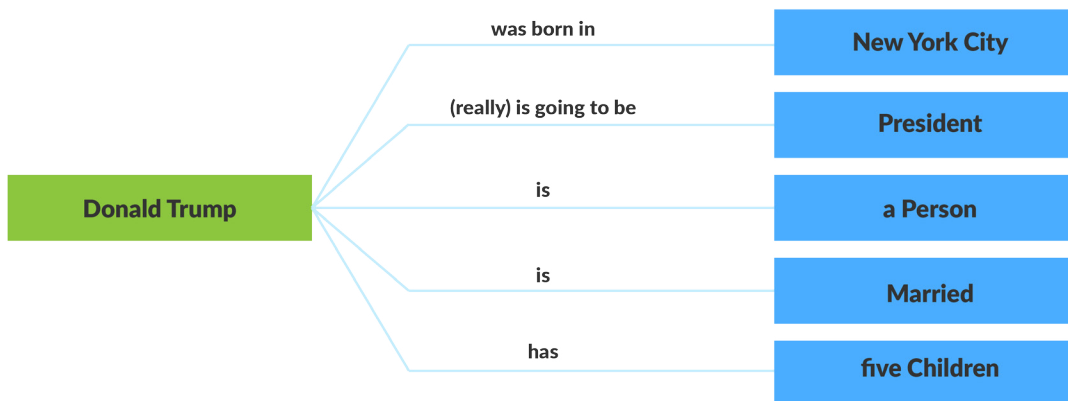 was born in
New York City
(really) is going to be
President
Donald Trump
is
a Person
is
Married
has
five Children